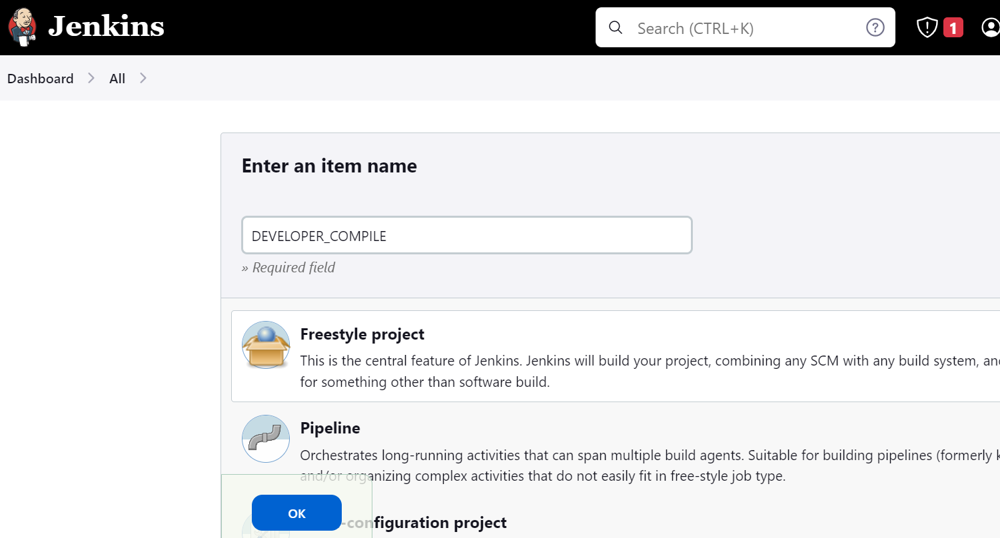 Jenkins
Search (CTRL+K)
?
1
Dashboard
All
Enter an item name
DEVELOPER_COMPILE
» Required field
Freestyle project
This is the central feature of Jenkins. Jenkins will build your project, combining any SCM with any build system, and
for something other than software build.
Pipeline
Orchestrates long-running activities that can span multiple build agents. Suitable for building pipelines (formerly k
and/or organizing complex activities that do not easily fit in free-style job type.
OK
-configuration project